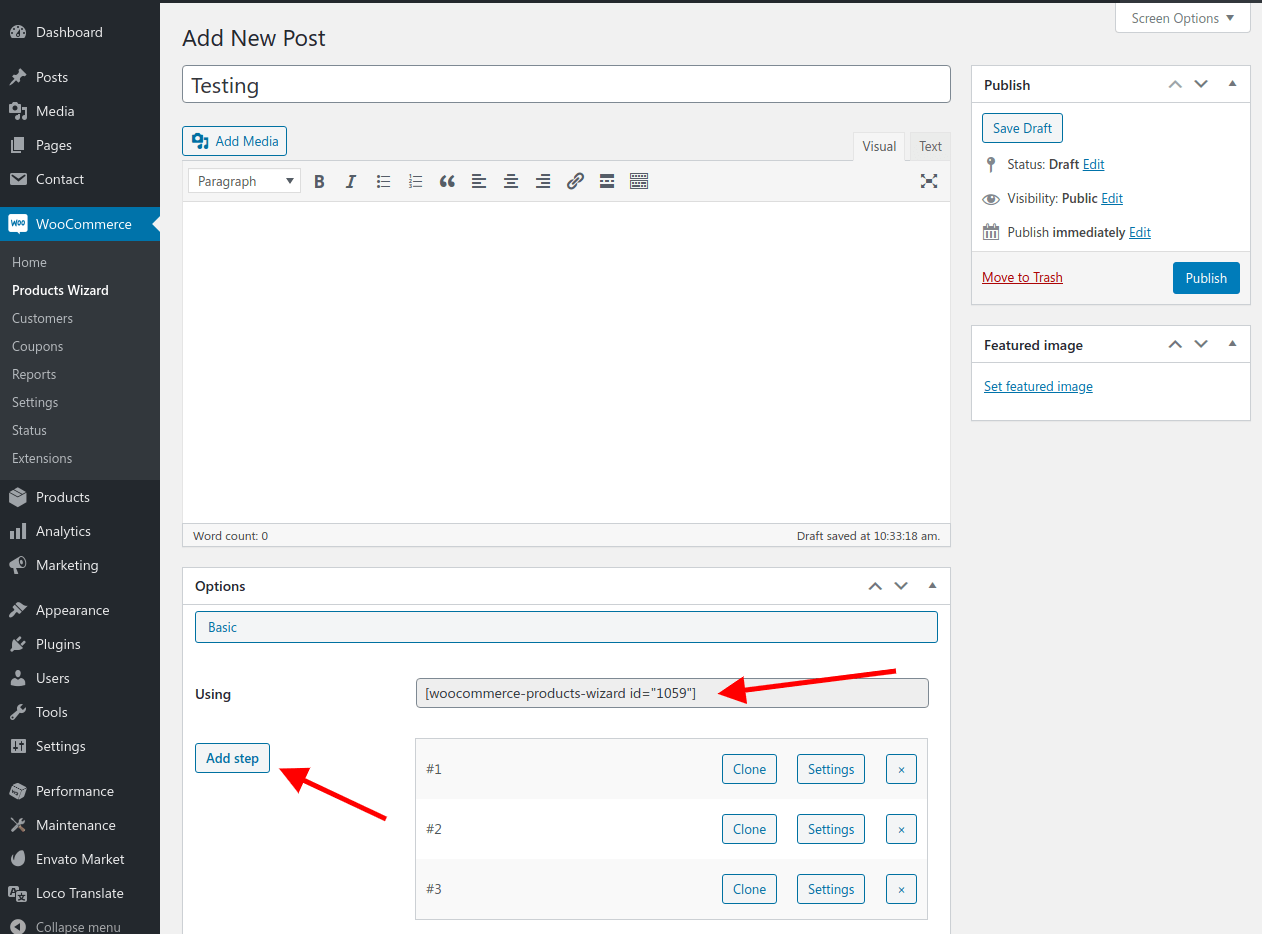 Screen Options
Dashboard
Posts
Media
Pages
Contact
WOO WooCommerce
Home
Products Wizard
Customers
Coupons
Reports
Settings
Status
Extensions
Products
Analytics
Marketing
Appearance
Plugins
Users
Tools
Settings
Performance
Maintenance
Envato Market
Loco Translate
Collapse menu
Add New Post
Testing
Add Media
Visual Text
Paragraph B I
Word count: 0 Draft saved at 10:33:18 am.
Options
Basic
Using [woocommerce-products-wizard id="1059"]
Add step
#1 Clone Settings ×
#2 Clone Settings ×
#3 Clone Settings ×
Publish
Save Draft
Status: Draft Edit
Visibility: Public Edit
Publish immediately Edit
Move to Trash Publish
Featured image
Set featured image